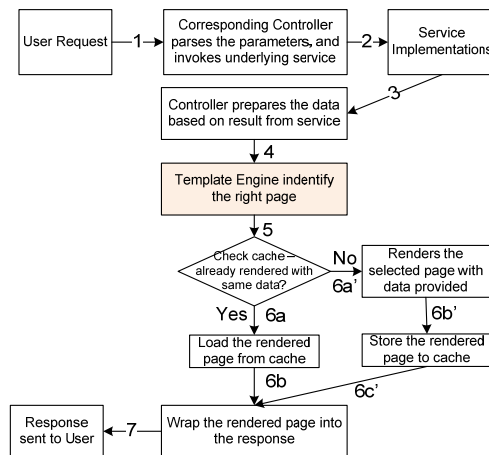 User Request
1
Corresponding Controller
parses the parameters, and
invokes underlying service
2
Service
Implementations
3
Controller prepares the data
based on result from service
4
Template Engine indentify
the right page
5
Check cache –
already rendered with
same data?
No
6a'
Renders the
selected page with
data provided
Yes
6a
6b'
Load the rendered
page from cache
Store the rendered
page to cache
6b
6c'
Response
sent to User
7
Wrap the rendered page into
the response